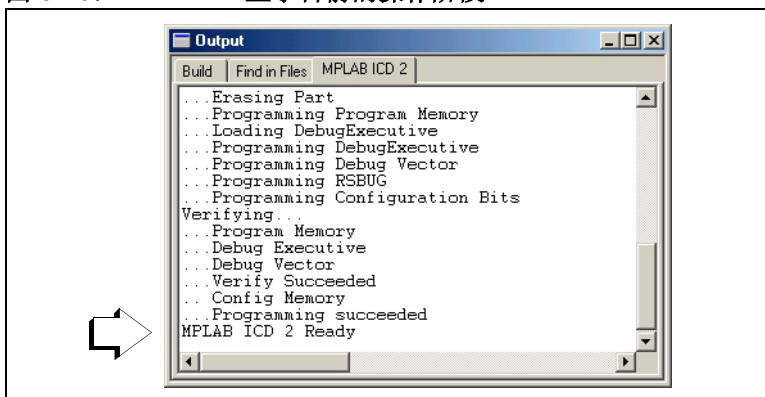 Output
Build Find in Files MPLAB ICD 2
...Erasing Part
...Programming Program Memory
...Loading DebugExecutive
...Programming DebugExecutive
...Programming Debug Vector
...Programming RSBUG
...Programming Configuration Bits
Verifying...
...Program Memory
...Debug Executive
...Debug Vector
...Verify Succeeded
.. Config Memory
...Programming succeeded
MPLAB ICD 2 Ready